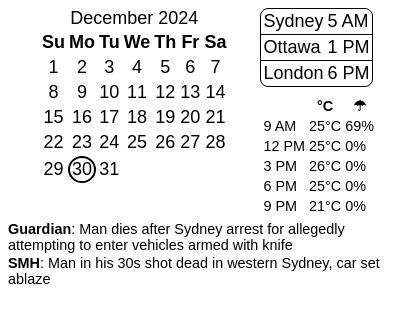 December 2024
Su Mo Tu We Th Fr Sa
1 2 3 4 5 6 7
8 9 10 11 12 13 14
15 16 17 18 19 20 21
22 23 24 25 26 27 28
29 30 31
Sydney 5 AM
Ottawa 1 PM
London 6 PM
°C ☂
9 AM 25°C 69%
12 PM 25°C 0%
3 PM 26°C 0%
6 PM 25°C 0%
9 PM 21°C 0%
Guardian: Man dies after Sydney arrest for allegedly
attempting to enter vehicles armed with knife
SMH: Man in his 30s shot dead in western Sydney, car set
ablaze